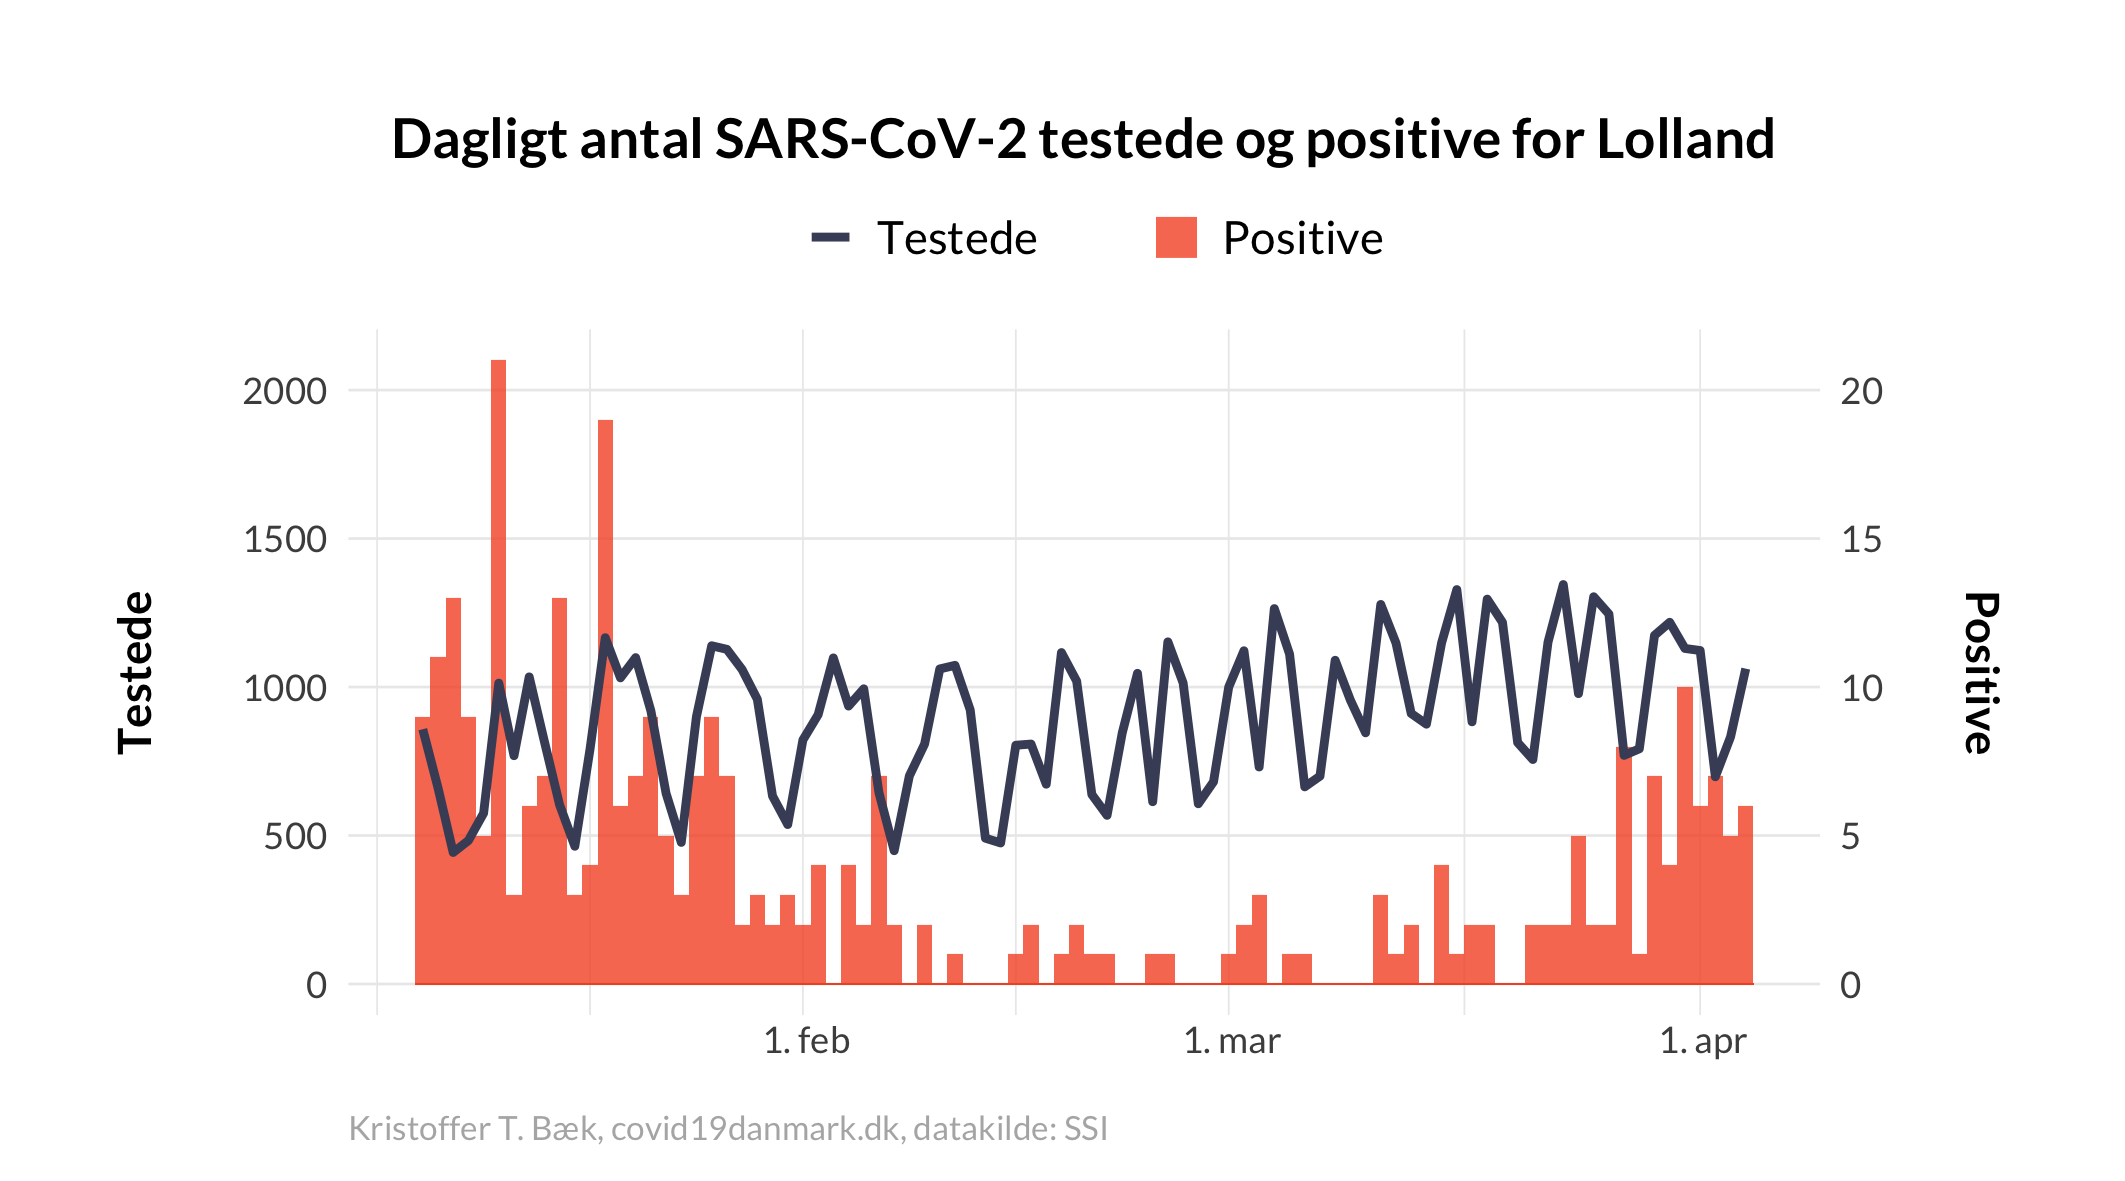 Dagligt antal SARS-CoV-2 testede og positive for Lolland
Testede
Positive
2000
1500
1000
500
0
Testede
20
15
10
5
0
Positive
1. feb
1. mar
1. apr
Kristoffer T. Bæk, covid19danmark.dk, datakilde: SSI